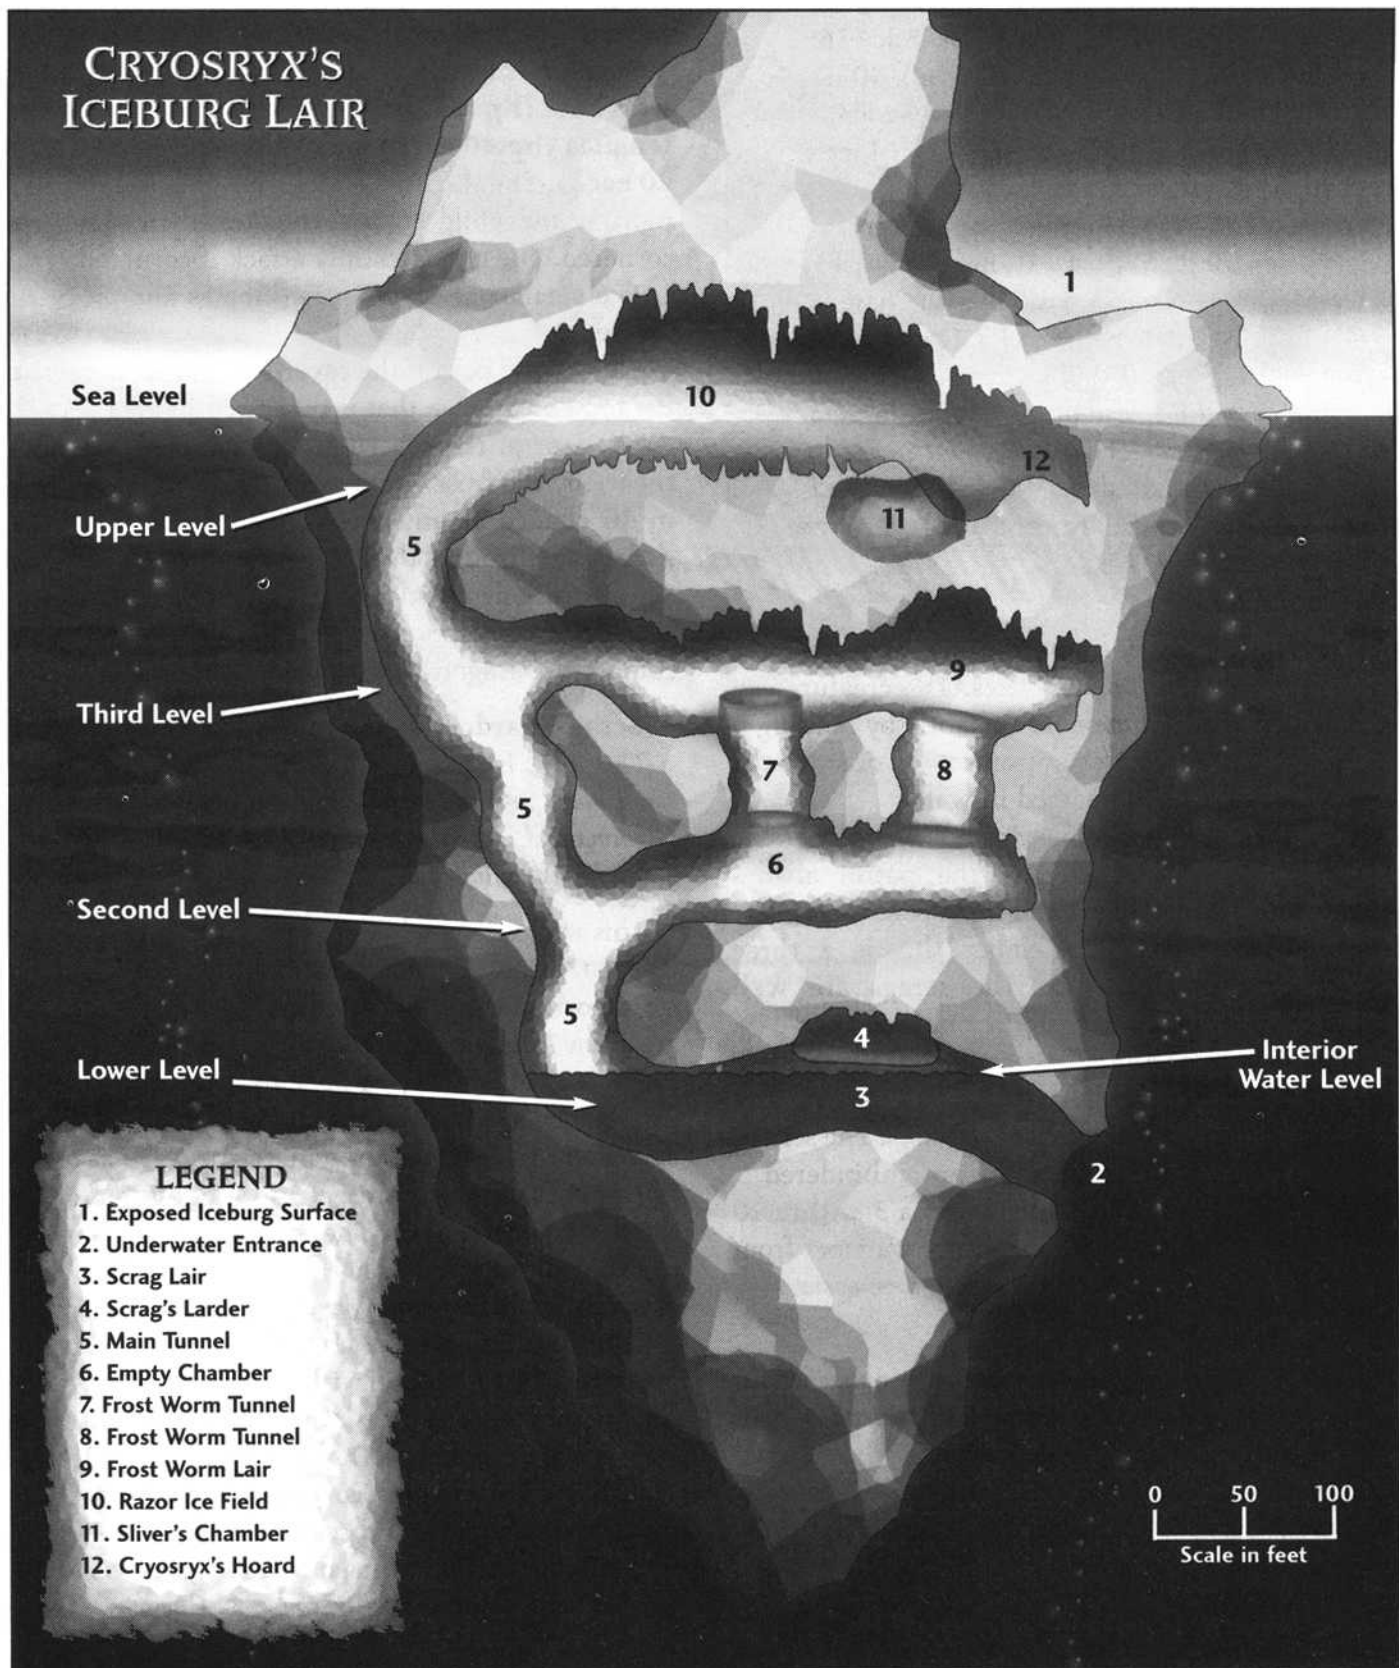 CRYOSRYX'S
ICEBURG LAIR
1
Sea Level
10
12
11
Upper Level
5
9
Third Level
7
8
5
6
Second Level
5
4
Interior
Water Level
Lower Level
3
2
LEGEND
1. Exposed Iceburg Surface
2. Underwater Entrance
3. Scrag Lair
4. Scrag's Larder
5. Main Tunnel
6. Empty Chamber
7. Frost Worm Tunnel
8. Frost Worm Tunnel
9. Frost Worm Lair
10. Razor Ice Field
11. Sliver's Chamber
12. Cryosryx's Hoard
0 50 100
Scale in feet